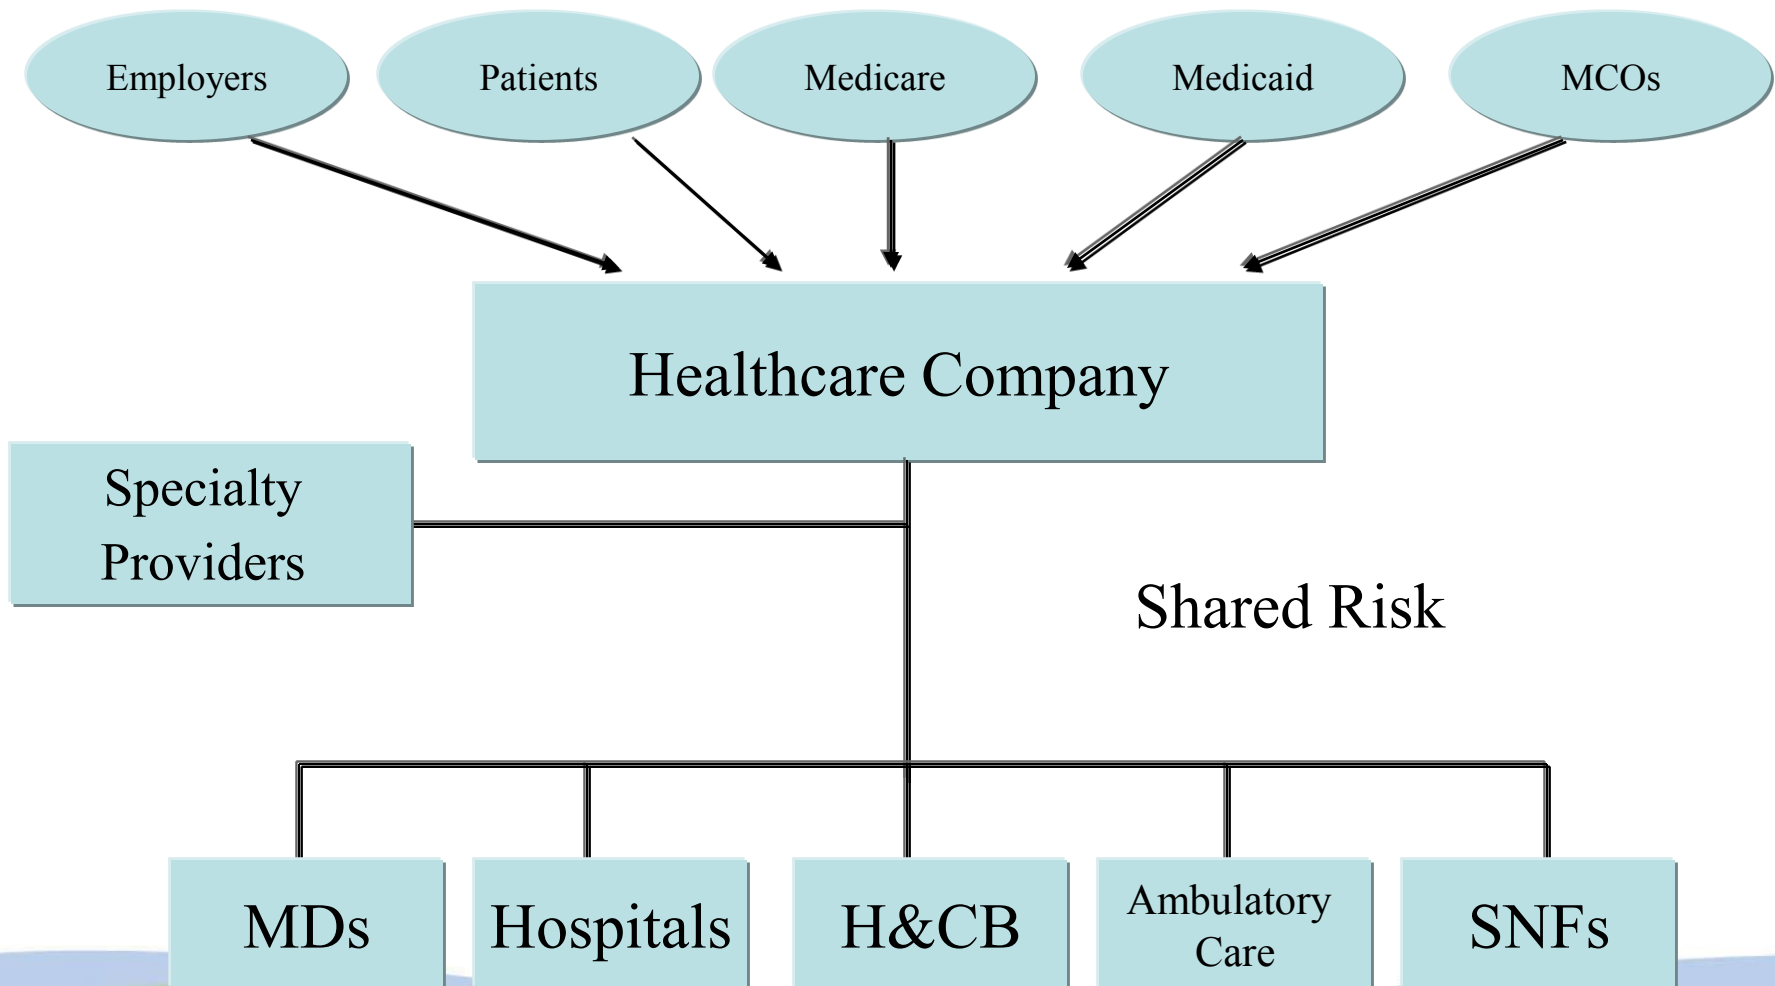 Employers
Patients
Medicare
Medicaid
MCOs
Healthcare Company
Specialty
Providers
Shared Risk
MDs
Hospitals
H&CB
Ambulatory
Care
SNFs